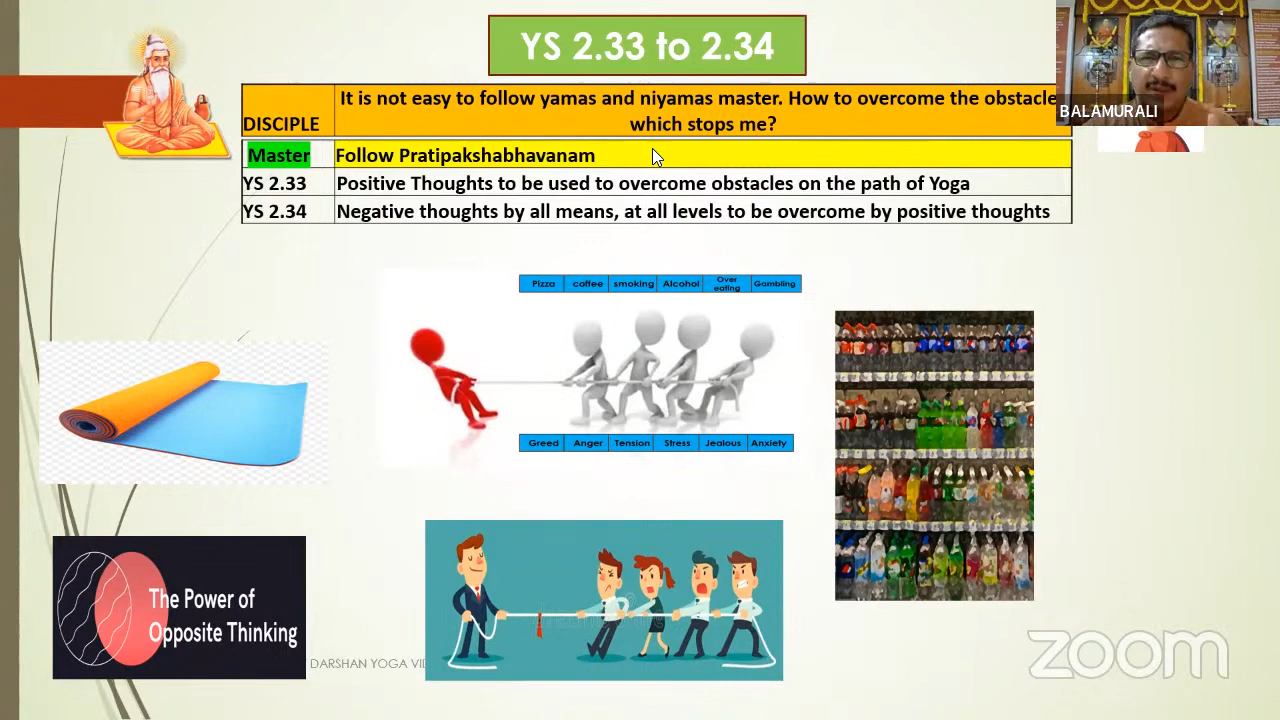 YS 2.33 to 2.34
BALAMURALI
DISCIPLE
It is not easy to follow yamas and niyamas master. How to overcome the obstacle
which stops me?
Master Follow Pratipakshabhavanam
YS 2.33 Positive Thoughts to be used to overcome obstacles on the path of Yoga
YS 2.34 Negative thoughts by all means, at all levels to be overcome by positive thoughts
Pizza coffee smoking Alcohol Over eating Gambling
Greed Anger Tension Stress Jealous Anxiety
The Power of
Opposite Thinking
DARSHAN YOGA
zoom